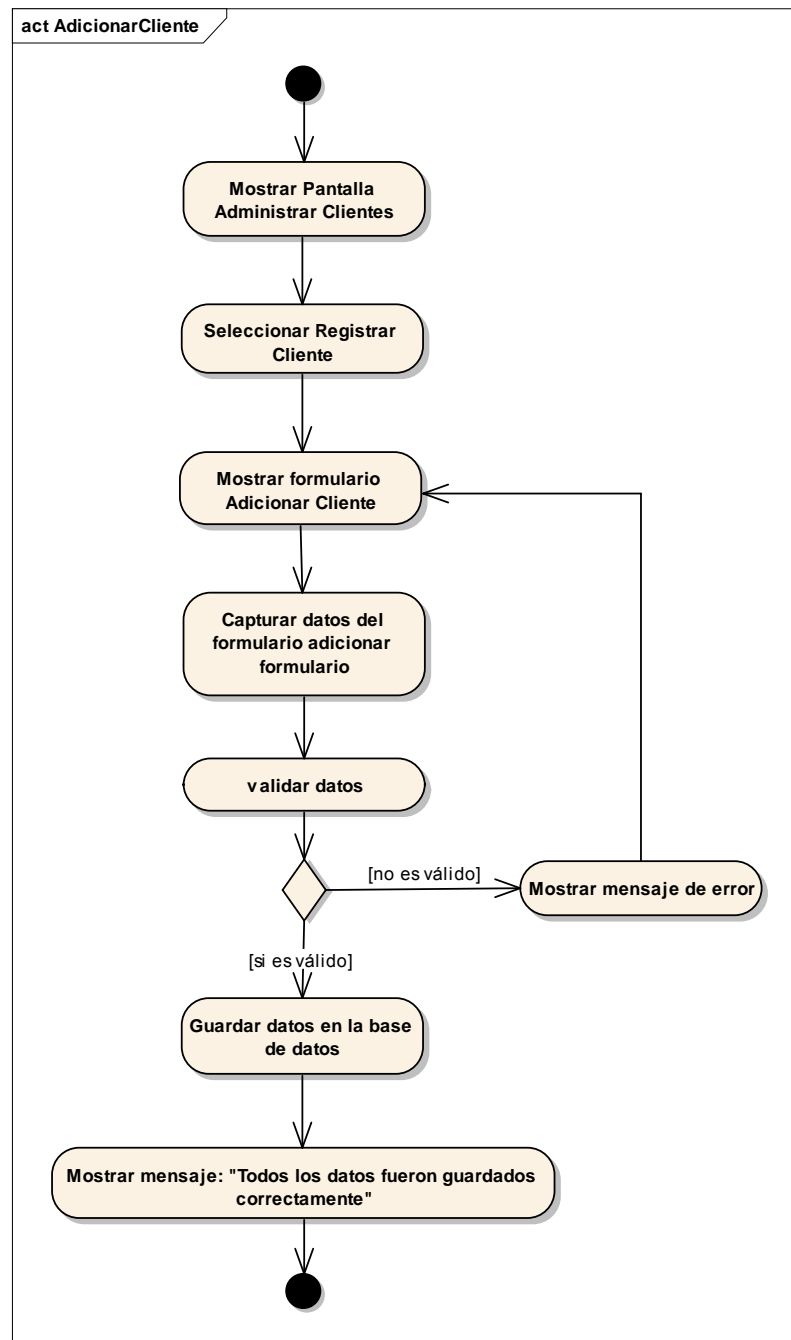 act AdicionarCliente
Mostrar Pantalla
Administrar Clientes
Seleccionar Registrar
Cliente
Mostrar formulario
Adicionar Cliente
Capturar datos del
formulario adicionar
formulario
validar datos
[no es válido]
Mostrar mensaje de error
[si es válido]
Guardar datos en la base
de datos
Mostrar mensaje: "Todos los datos fueron guardados
correctamente"